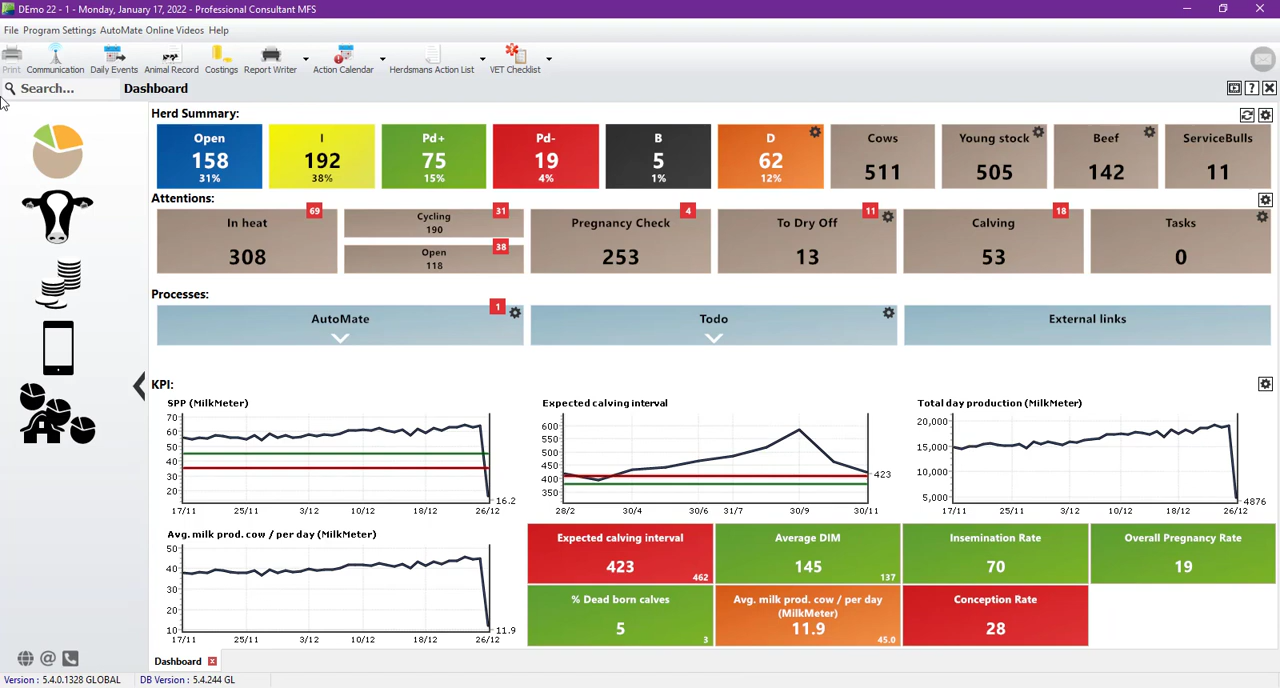 DEmo 22 - 1 - Monday, January 17, 2022 - Professional Consultant MFS
File Program Settings AutoMate Online Videos Help
Print Communication Daily Events Animal Record Costings Report Writer Action Calendar Herdsmans Action List VET Checklist
Search... Dashboard
Herd Summary:
Open I Pd+ Pd- B D Cows Young stock Beef ServiceBulls
158 192 75 19 5 62 511 505 142 11
31% 38% 15% 4% 1% 12%
Attentions:
69 31 4 11 18
In heat Cycling Pregnancy Check To Dry Off Calving Tasks
190
38
308 Open 253 13 53 0
118
Processes:
1
AutoMate Todo External links
KPI:
SPP (MilkMeter) Expected calving interval Total day production (MilkMeter)
70 600 20,000
60 550
50 500 15,000
40 450 423
30 400 10,000
20 350 5,000
16.2 4876
17/11 25/11 3/12 10/12 18/12 26/12 28/2 30/4 30/6 31/7 30/9 30/11 17/11 25/11 3/12 10/12 18/12 26/12
Avg. milk prod. cow / per day (MilkMeter)
50
40
30
20
10 11.9
17/11 25/11 3/12 10/12 18/12 26/12
Expected calving interval Average DIM Insemination Rate Overall Pregnancy Rate
423 145 70 19
462 137
% Dead born calves Avg. milk prod. cow / per day (MilkMeter) Conception Rate
5 11.9 28
3 45.0
Dashboard
Version : 5.4.0.1328 GLOBAL DB Version : 5.4.244 GL